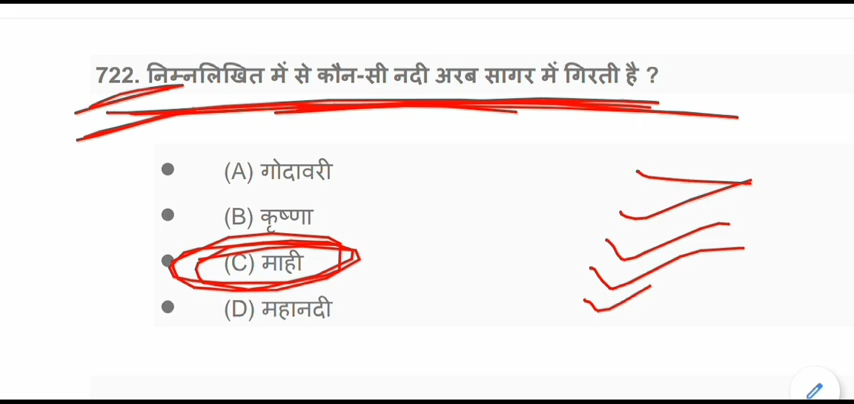 722. निम्नलिखित में से कौन-सी नदी अरब सागर में गिरती है ?
(A) गोदावरी
(B) कृष्णा
(C) माही
(D) महानदी